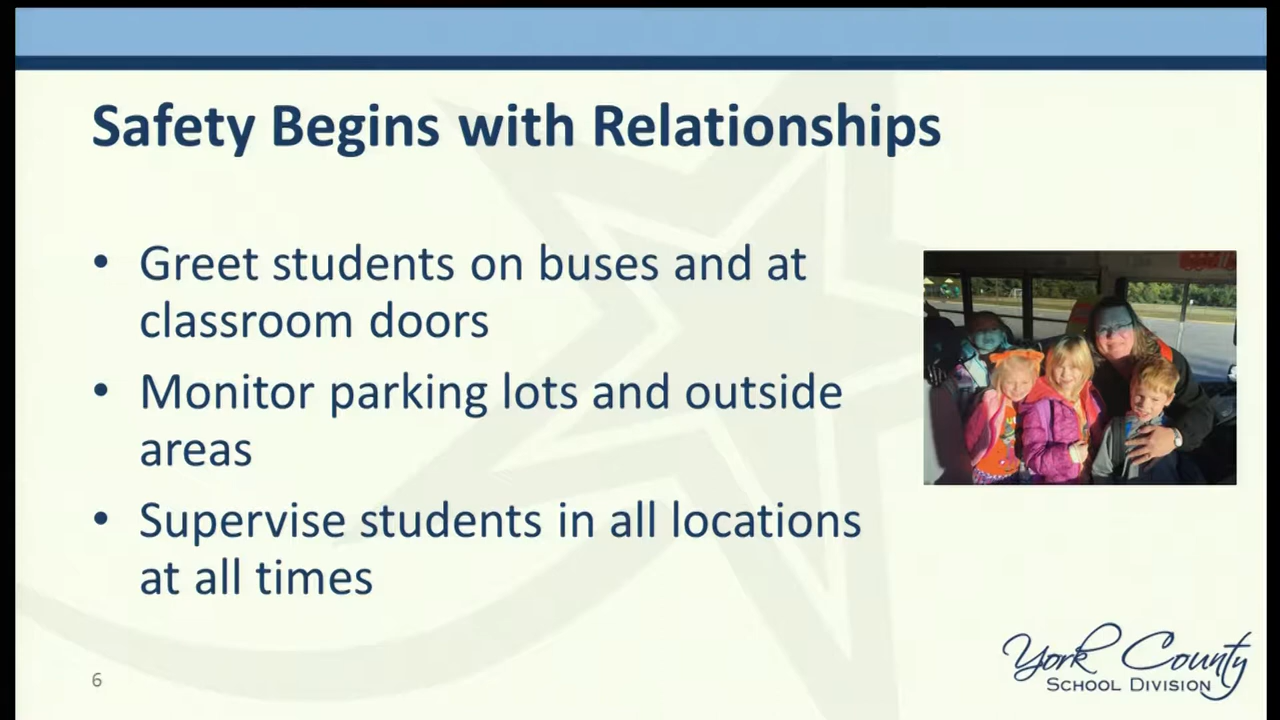 Safety Begins with Relationships
• Greet students on buses and at
classroom doors
• Monitor parking lots and outside
areas
• Supervise students in all locations
at all times
6
York County
SCHOOL DIVISION